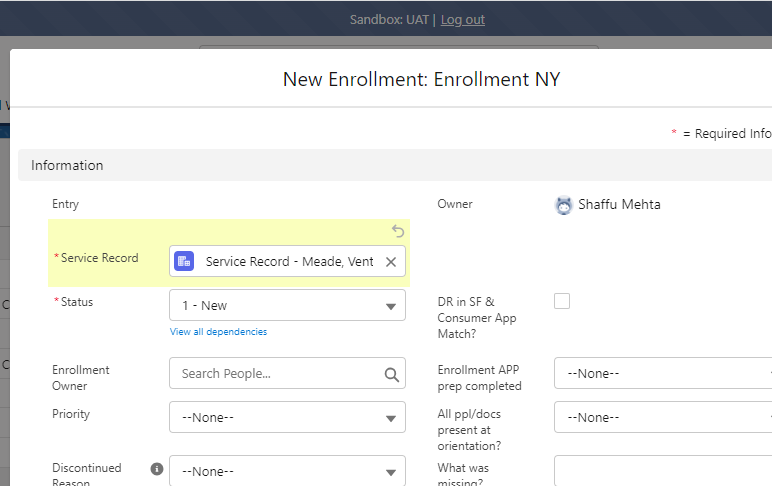 Sandbox: UAT | Log out
New Enrollment: Enrollment NY
* = Required Info
Information
Entry
Owner
Shaffu Mehta
*Service Record
Service Record - Meade, Vent
*Status
1 - New
View all dependencies
DR in SF &
Consumer App
Match?
Enrollment
Owner
Search People...
Enrollment APP
prep completed
--None--
Priority
--None--
All ppl/docs
present at
orientation?
--None--
Discontinued
Reason
--None--
What was
missing?